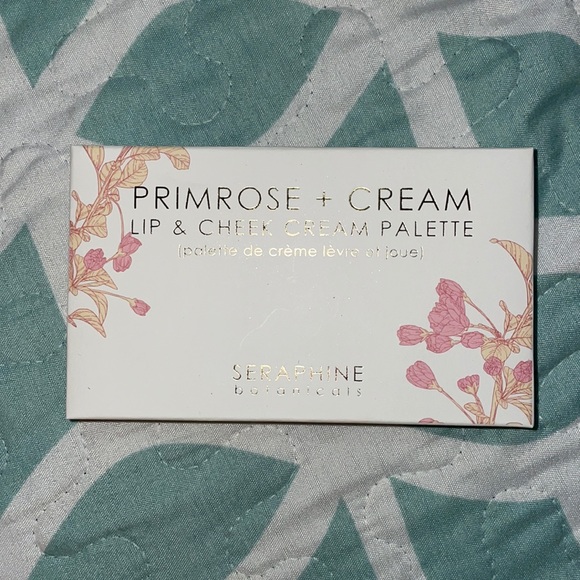 PRIMROSE + CREAM
LIP & CHEEK CREAM PALETTE
(palette de crème lèvre et joue)
SERAPHINE
botanicals